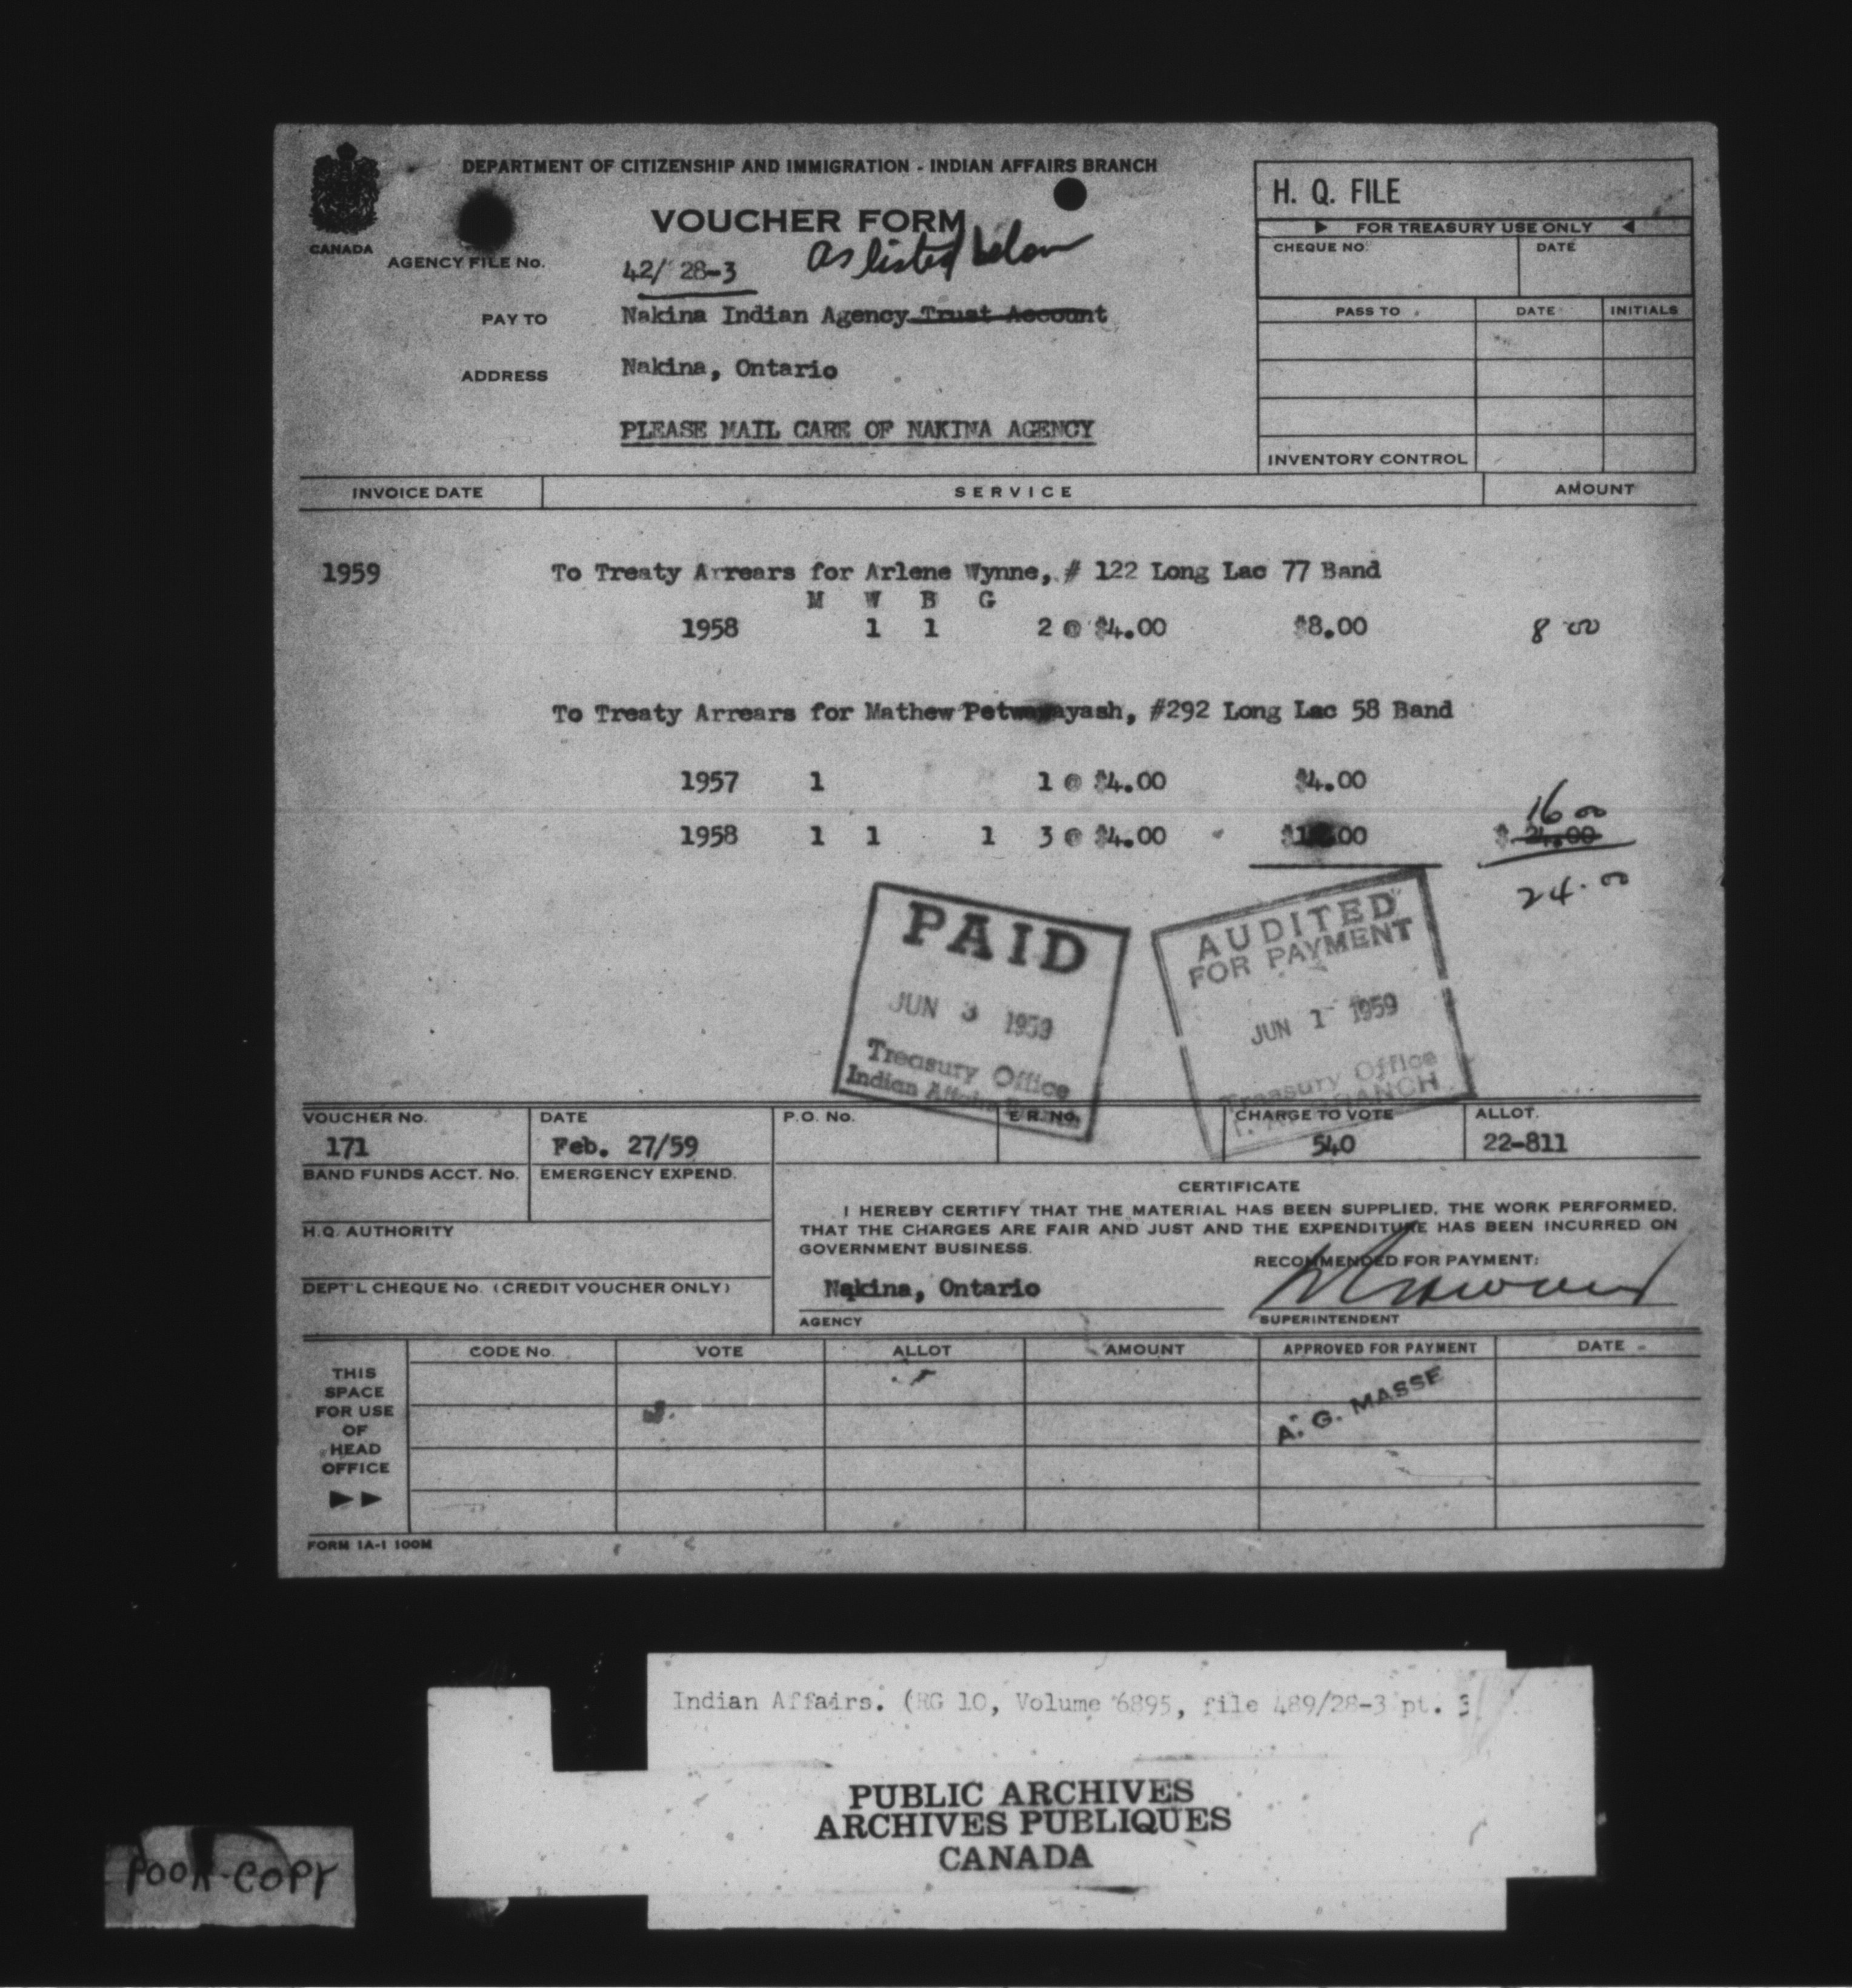 DEPARTMENT OF CITIZENSHIP AND IMMIGRATION - INDIAN AFFAIRS BRANCH
CANADA
VOUCHER FORM
as listed below
AGENCY FILE No.
42/ 28-3
PAY TO
Nakina Indian Agency Trust Account
ADDRESS
Nakina, Ontario
PLEASE MAIL CARE OF NAKINA AGENCY
H. Q. FILE
FOR TREASURY USE ONLY
CHEQUE NO. DATE
PASS TO DATE INITIALS
INVENTORY CONTROL
INVOICE DATE SERVICE AMOUNT
1959 To Treaty Arrears for Arlene Wynne, # 122 Long Lac 77 Band
M W B G
1958 1 1 2 @ $4.00 $8.00 8 00
To Treaty Arrears for Mathew #292 Long Lac 58 Band
1957 1 1 @ $4.00 $4.00
16 00
1958 1 1 1 3 @ $4.00 $ 24.00
24.00
PAID
JUN 3 1959
Treasury Office
Indian
AUDITED
FOR PAYMENT
JUN 1 1959
Treasury Office
BRANCH
VOUCHER No. DATE P.O. No. E R. No. CHARGE TO VOTE ALLOT.
171 Feb. 27/59 540 22-811
BAND FUNDS ACCT. No. EMERGENCY EXPEND.
H.Q. AUTHORITY
DEPT'L CHEQUE No. (CREDIT VOUCHER ONLY)
CERTIFICATE
I HEREBY CERTIFY THAT THE MATERIAL HAS BEEN SUPPLIED, THE WORK PERFORMED,
THAT THE CHARGES ARE FAIR AND JUST AND THE EXPENDITURE HAS BEEN INCURRED ON
GOVERNMENT BUSINESS.
RECOMMENDED FOR PAYMENT:
Nakina, Ontario
AGENCY SUPERINTENDENT
THIS
SPACE
FOR USE
OF
HEAD
OFFICE
CODE No. VOTE ALLOT AMOUNT APPROVED FOR PAYMENT DATE
A. G. MASSE
FORM 1A-1 100M
Indian Affairs. (RG 10, Volume 6895, file 489/28-3 pt. 3
PUBLIC ARCHIVES
ARCHIVES PUBLIQUES
CANADA
POOR COPY